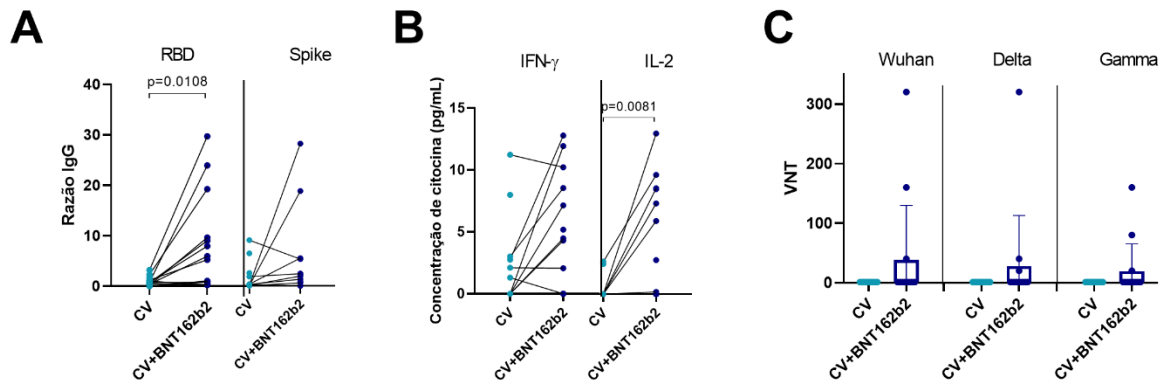 A
RBD
Spike
p=0.0108
Razão IgG
40
30
20
10
0
CV
CV+BNT162b2
CV
CV+BNT162b2
B
IFN-γ
IL-2
p=0.0081
Concentração de citocina (pg/mL)
15
10
5
0
CV
CV+BNT162b2
CV
CV+BNT162b2
C
Wuhan
Delta
Gamma
VNT
300
200
100
0
CV
CV+BNT162b2
CV
CV+BNT162b2
CV
CV+BNT162b2